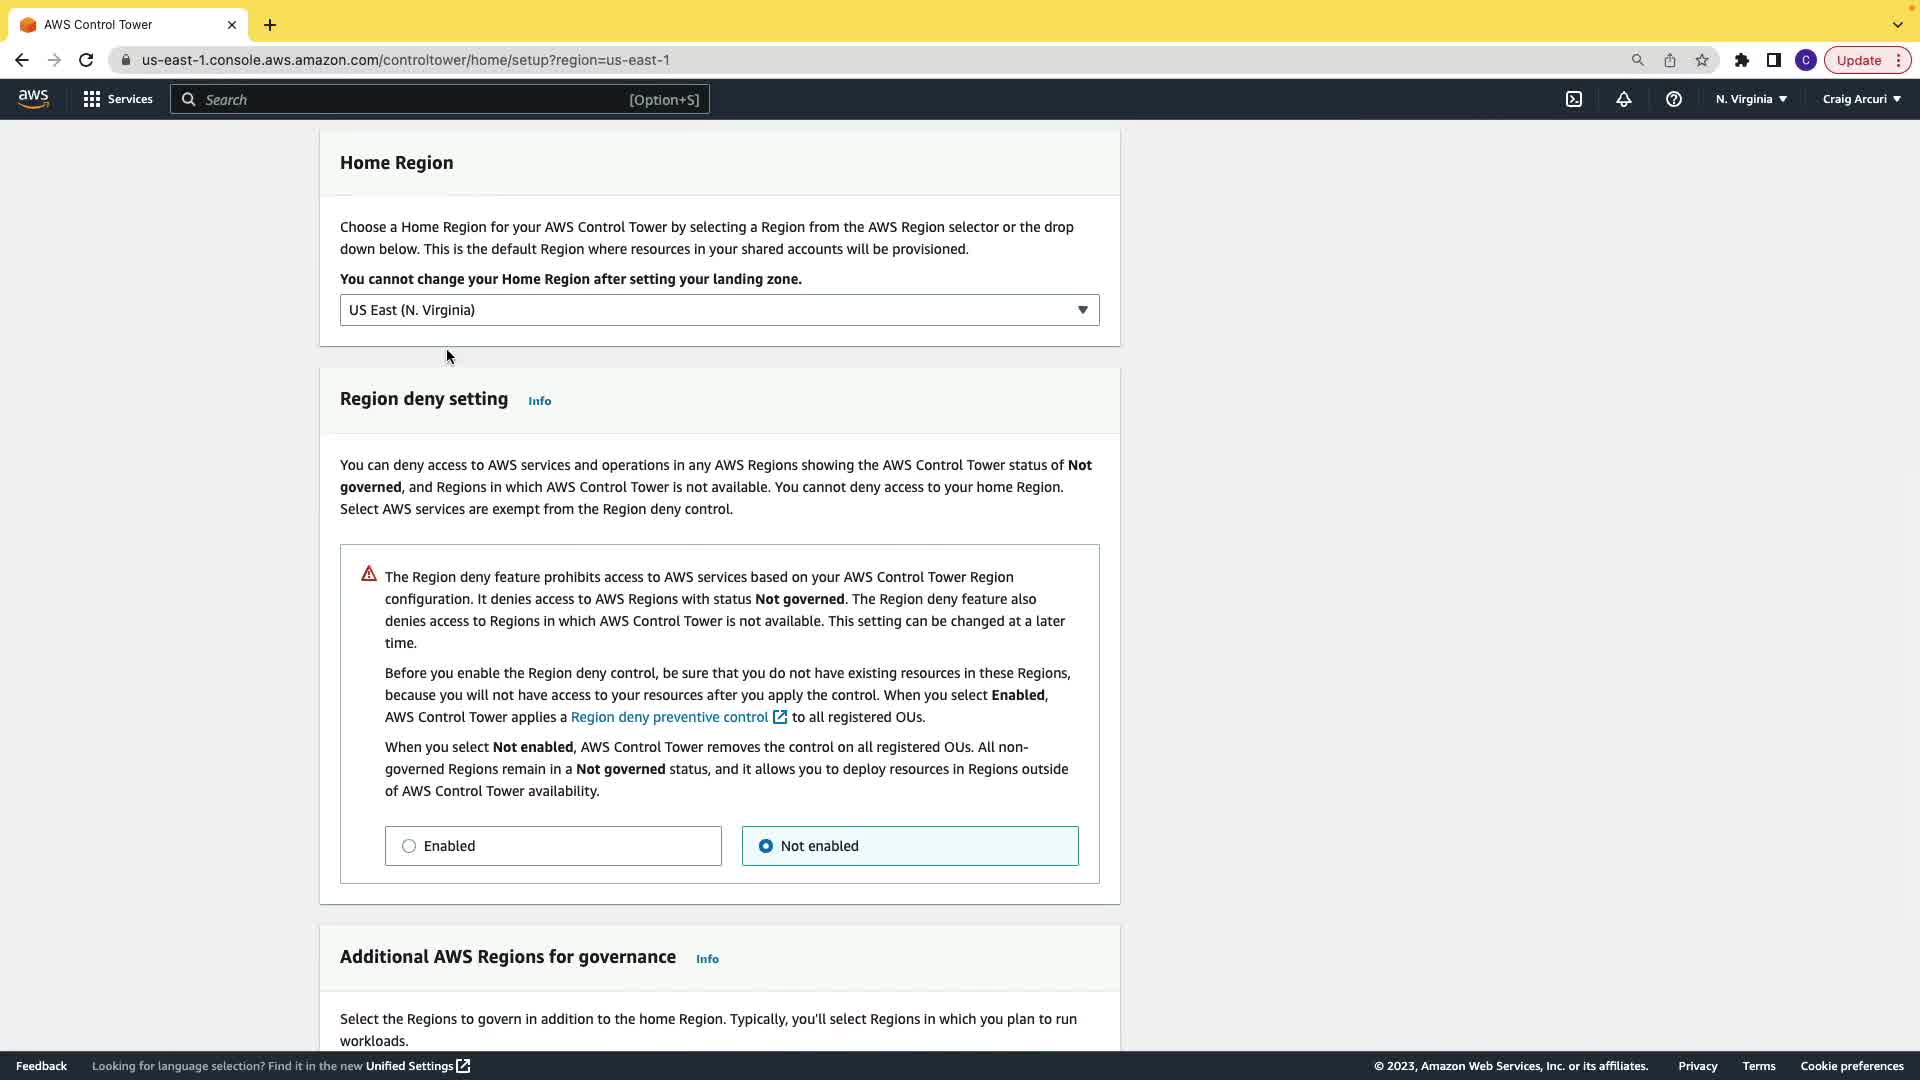 AWS Control Tower
us-east-1.console.aws.amazon.com/controltower/home/setup?region=us-east-1
C
Update
aws
Services
Search
[Option+S]
N. Virginia
Craig Arcuri
Home Region
Choose a Home Region for your AWS Control Tower by selecting a Region from the AWS Region selector or the drop
down below. This is the default Region where resources in your shared accounts will be provisioned.
You cannot change your Home Region after setting your landing zone.
US East (N. Virginia)
Region deny setting Info
You can deny access to AWS services and operations in any AWS Regions showing the AWS Control Tower status of Not
governed, and Regions in which AWS Control Tower is not available. You cannot deny access to your home Region.
Select AWS services are exempt from the Region deny control.
The Region deny feature prohibits access to AWS services based on your AWS Control Tower Region
configuration. It denies access to AWS Regions with status Not governed. The Region deny feature also
denies access to Regions in which AWS Control Tower is not available. This setting can be changed at a later
time.
Before you enable the Region deny control, be sure that you do not have existing resources in these Regions,
because you will not have access to your resources after you apply the control. When you select Enabled,
AWS Control Tower applies a Region deny preventive control to all registered OUs.
When you select Not enabled, AWS Control Tower removes the control on all registered OUs. All non-
governed Regions remain in a Not governed status, and it allows you to deploy resources in Regions outside
of AWS Control Tower availability.
Enabled
Not enabled
Additional AWS Regions for governance Info
Select the Regions to govern in addition to the home Region. Typically, you'll select Regions in which you plan to run
workloads.
Feedback
Looking for language selection? Find it in the new Unified Settings
© 2023, Amazon Web Services, Inc. or its affiliates.
Privacy
Terms
Cookie preferences